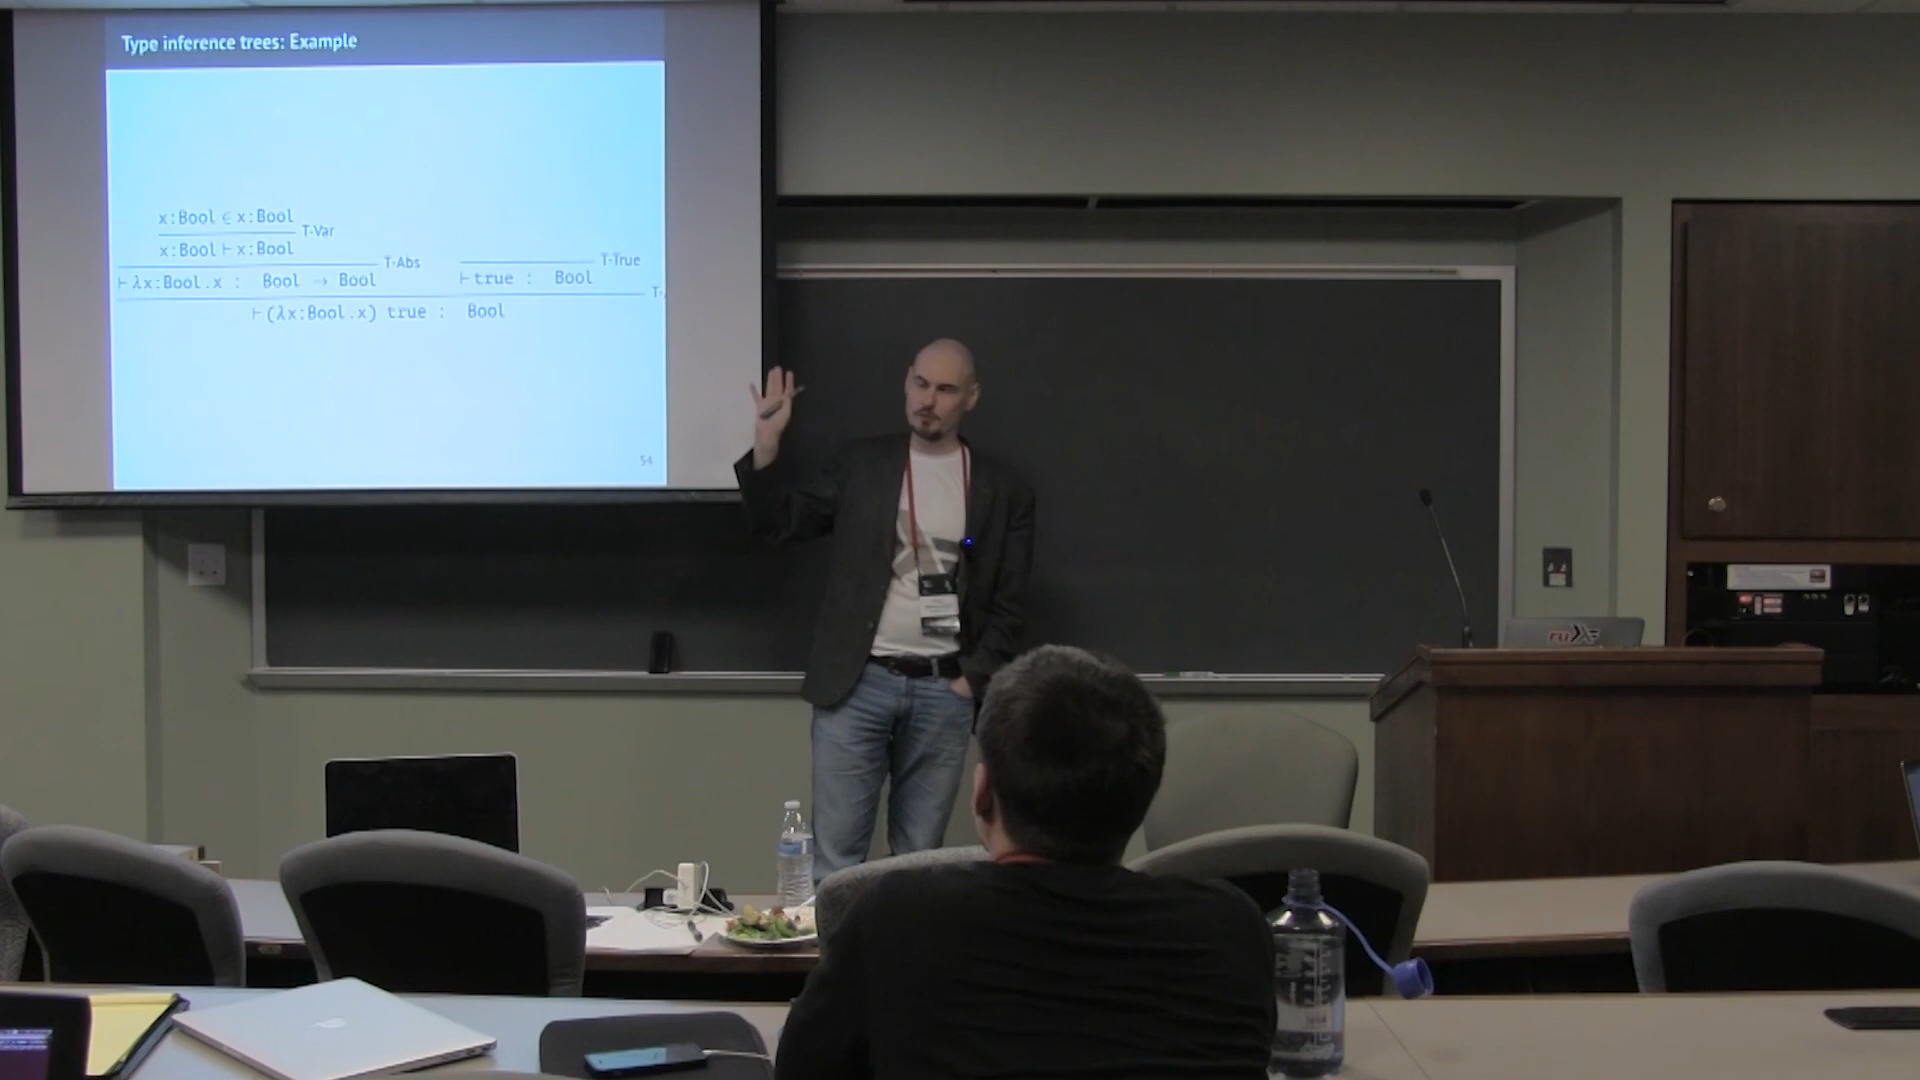 Type inference trees: Example
x:Bool ∈ x:Bool
T-Var
x:Bool ⊢ x:Bool
T-Abs
T-True
⊢ λx:Bool.x : Bool → Bool
⊢ true : Bool
T-
⊢ (λx:Bool.x) true : Bool
54